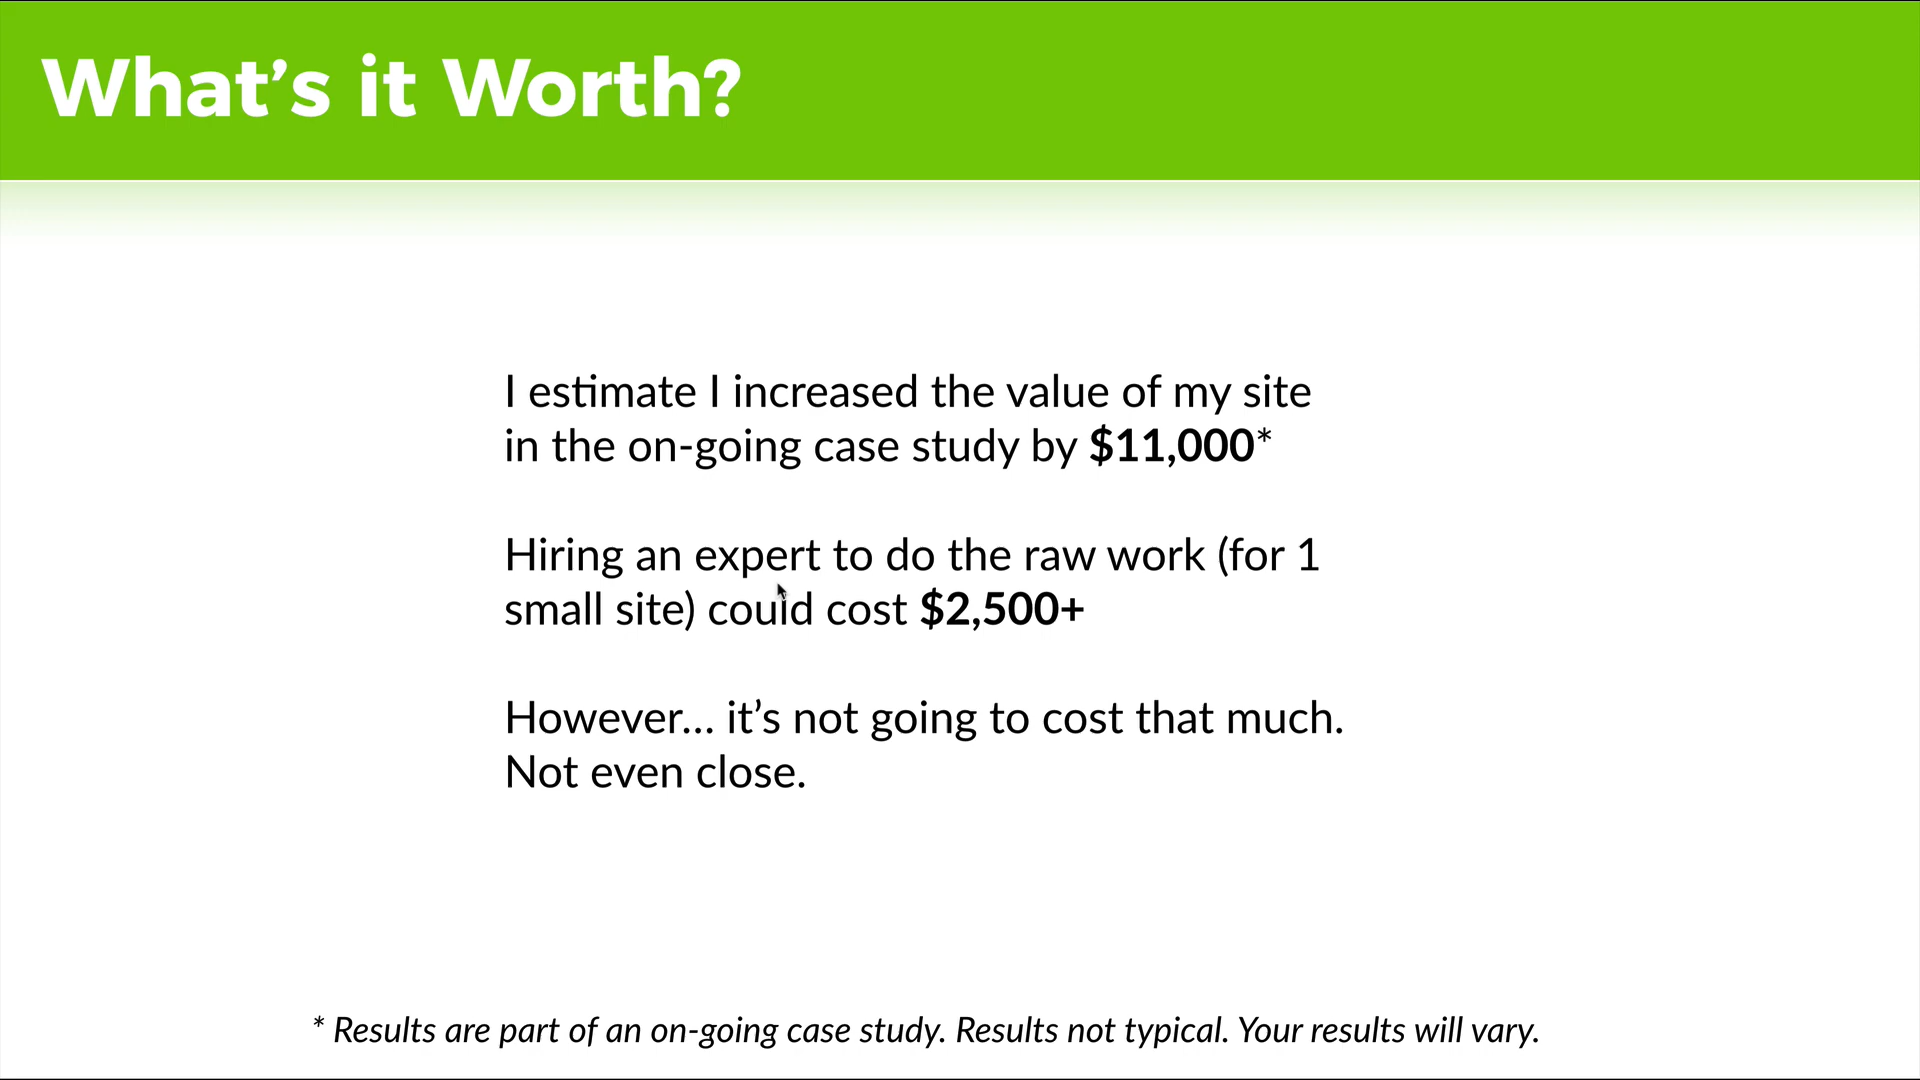 What’s it Worth?
I estimate I increased the value of my site
in the on-going case study by $11,000*
Hiring an expert to do the raw work (for 1
small site) could cost $2,500+
However... it’s not going to cost that much.
Not even close.
* Results are part of an on-going case study. Results not typical. Your results will vary.